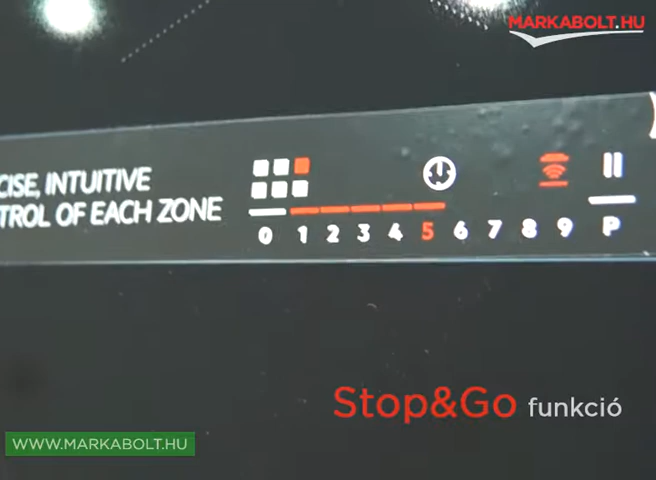 MARKABOLT.HU
CISE, INTUITIVE
TROL OF EACH ZONE
0 1 2 3 4 5 6 7 8 9 P
Stop&Go funkció
WWW.MARKABOLT.HU